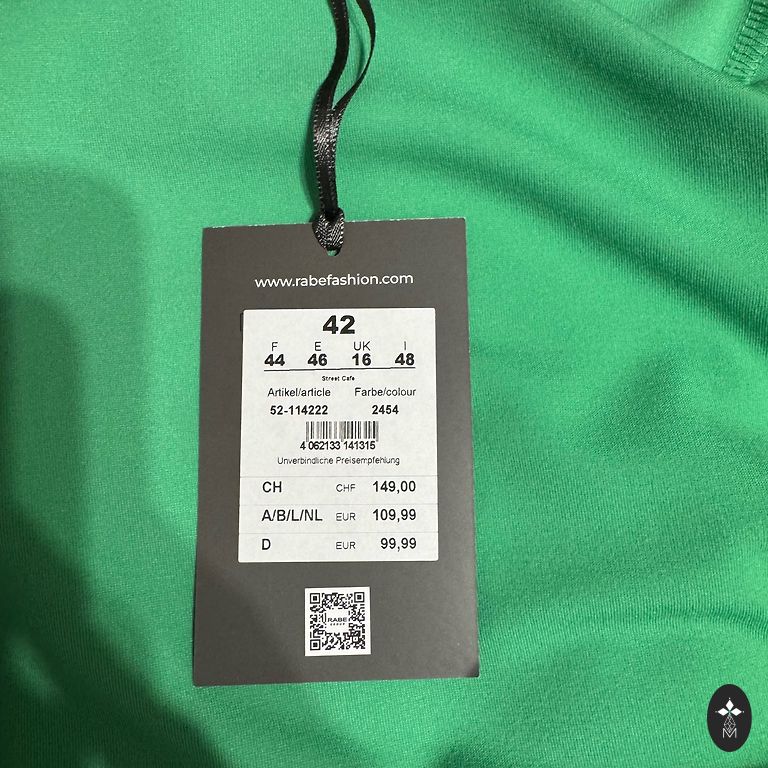 www.rabefashion.com
42
F E UK I
44 46 16 48
Street Cafe
Artikel/article Farbe/colour
52-114222 2454
4 062133 141315
Unverbindliche Preisempfehlung
CH CHF 149,00
A/B/L/NL EUR 109,99
D EUR 99,99
RABE
GROUP
M